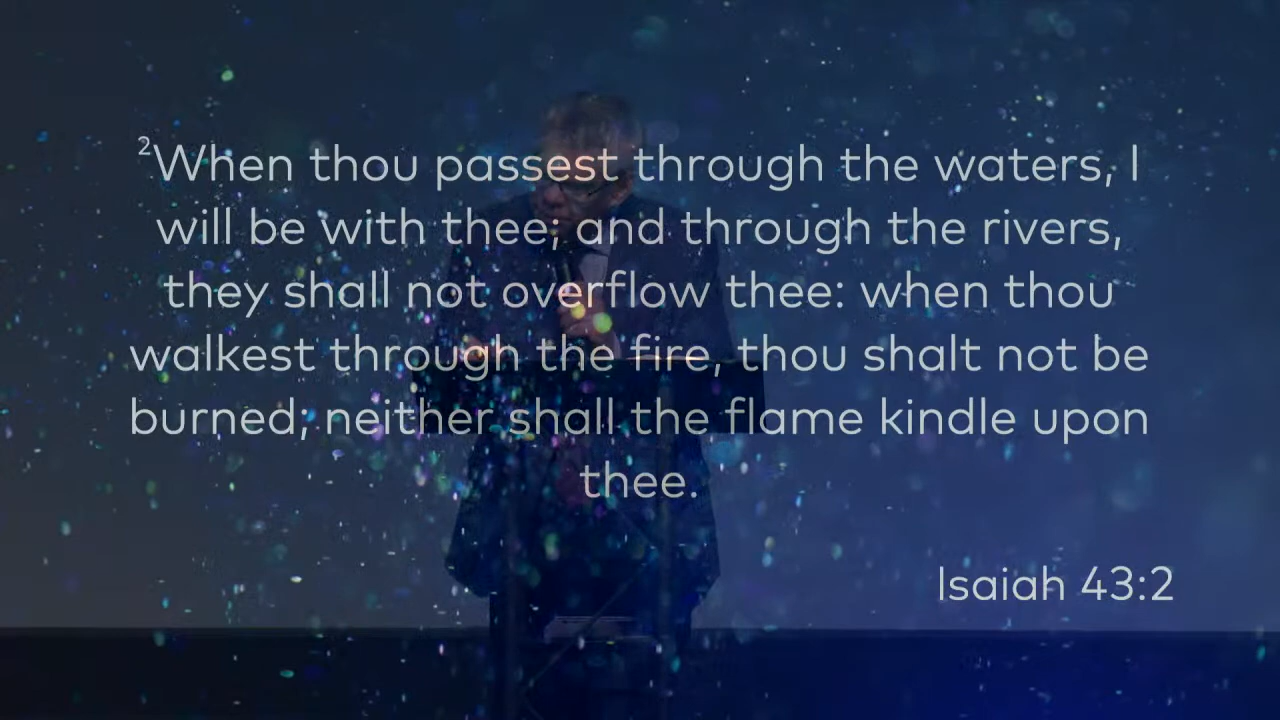 ²When thou passest through the waters, I
will be with thee; and through the rivers,
they shall not overflow thee: when thou
walkest through the fire, thou shalt not be
burned; neither shall the flame kindle upon
thee.
Isaiah 43:2